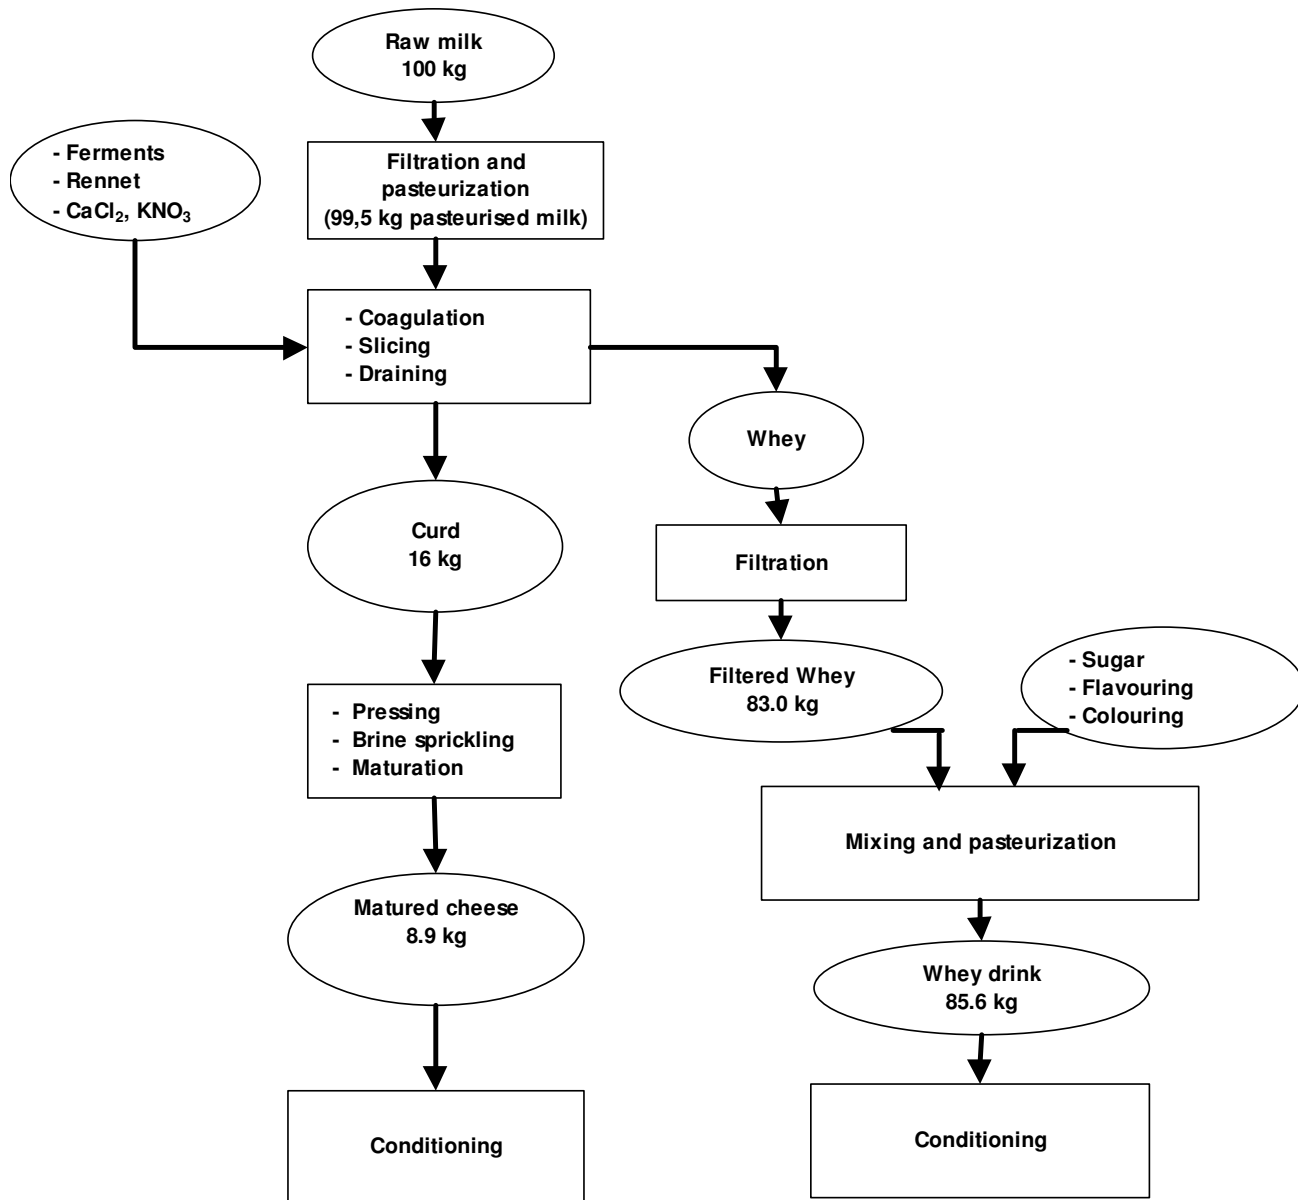 Raw milk
100 kg
- Ferments
- Rennet
- CaCl₂, KNO₃
Filtration and
pasteurization
(99,5 kg pasteurised milk)
- Coagulation
- Slicing
- Draining
Whey
Curd
16 kg
Filtration
Filtered Whey
83.0 kg
- Sugar
- Flavouring
- Colouring
- Pressing
- Brine sprickling
- Maturation
Mixing and pasteurization
Matured cheese
8.9 kg
Whey drink
85.6 kg
Conditioning
Conditioning